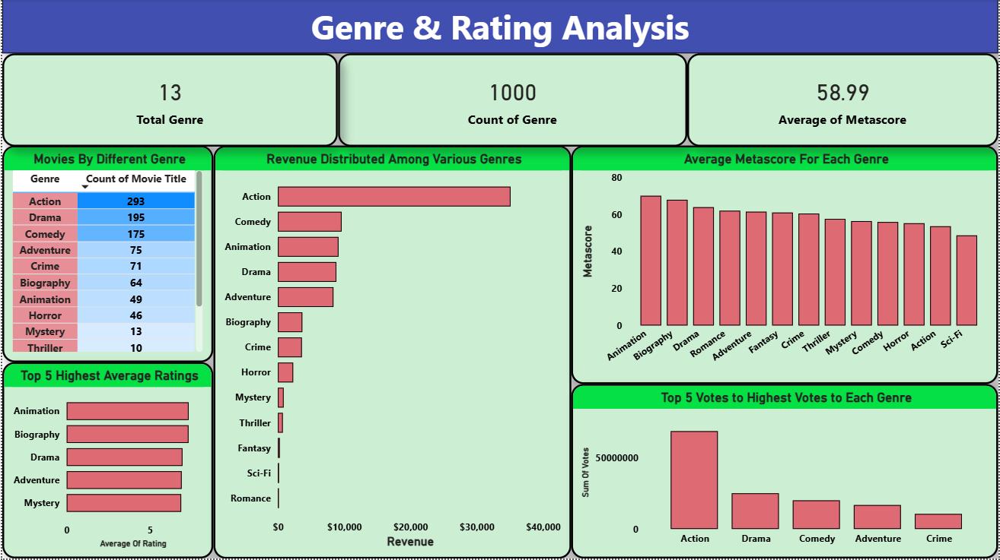 Genre & Rating Analysis
13
Total Genre
1000
Count of Genre
58.99
Average of Metascore
Movies By Different Genre
Genre Count of Movie Title
Action 293
Drama 195
Comedy 175
Adventure 75
Crime 71
Biography 64
Animation 49
Horror 46
Mystery 13
Thriller 10
Top 5 Highest Average Ratings
Animation
Biography
Drama
Adventure
Mystery
0 5
Average Of Rating
Revenue Distributed Among Various Genres
Action
Comedy
Animation
Drama
Adventure
Biography
Crime
Horror
Mystery
Thriller
Fantasy
Sci-Fi
Romance
$0 $10,000 $20,000 $30,000 $40,000
Revenue
Average Metascore For Each Genre
Metascore
80
60
40
20
0
Animation Biography Drama Romance Adventure Fantasy Crime Thriller Mystery Comedy Horror Action Sci-Fi
Top 5 Votes to Highest Votes to Each Genre
Sum Of Votes
50000000
0
Action Drama Comedy Adventure Crime